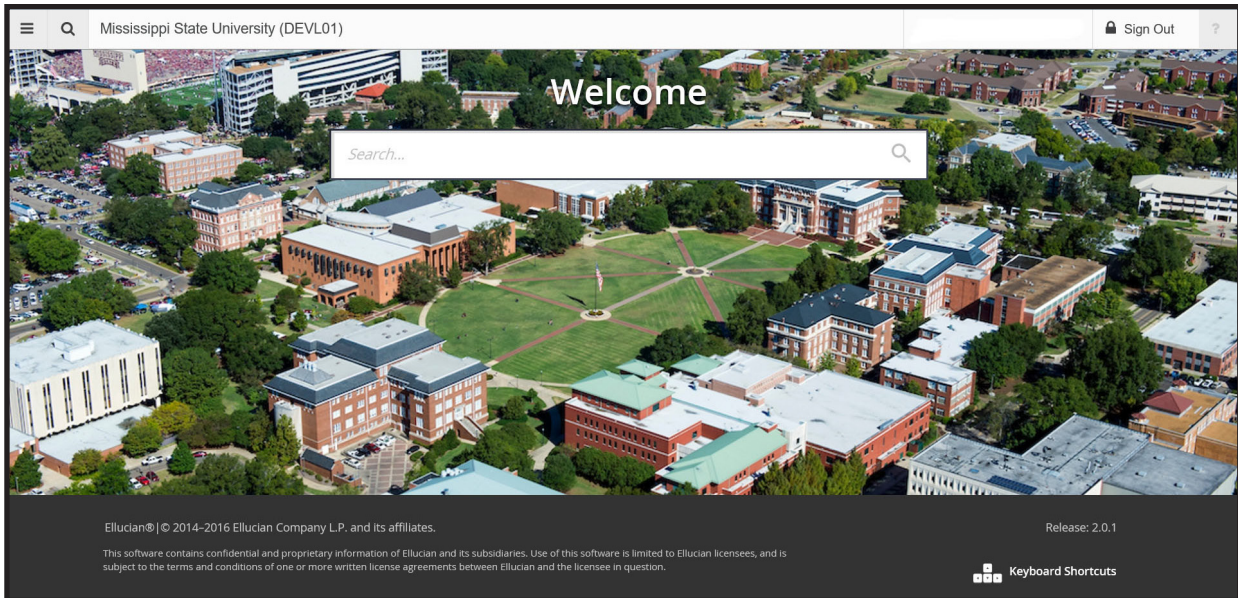 Mississippi State University (DEVL01)
Sign Out
?
Welcome
Search...
Ellucian®|© 2014–2016 Ellucian Company L.P. and its affiliates.
Release: 2.0.1
This software contains confidential and proprietary information of Ellucian and its subsidiaries. Use of this software is limited to Ellucian licensees, and is
subject to the terms and conditions of one or more written license agreements between Ellucian and the licensee in question.
Keyboard Shortcuts